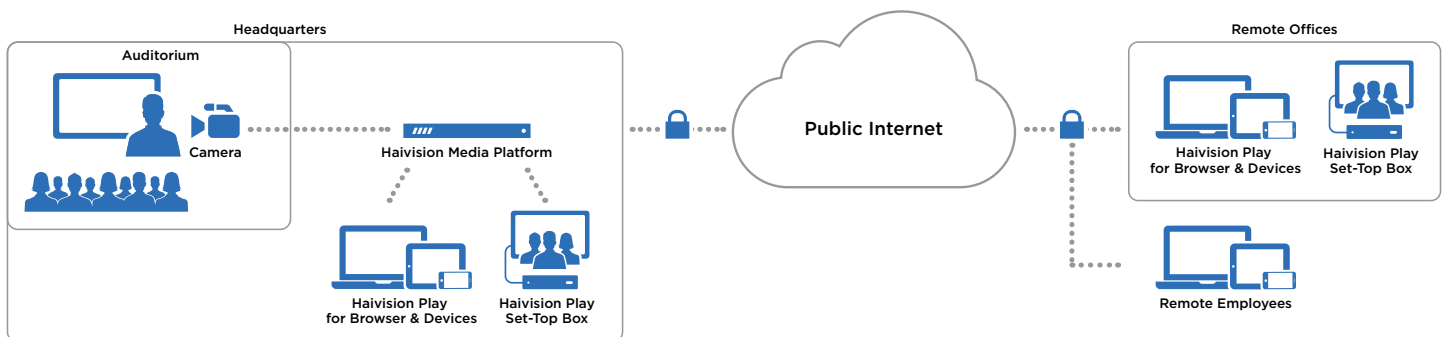 Headquarters
Auditorium
Camera
Haivision Media Platform
Haivision Play
for Browser & Devices
Haivision Play
Set-Top Box
Public Internet
Remote Offices
Haivision Play
for Browser & Devices
Haivision Play
Set-Top Box
Remote Employees